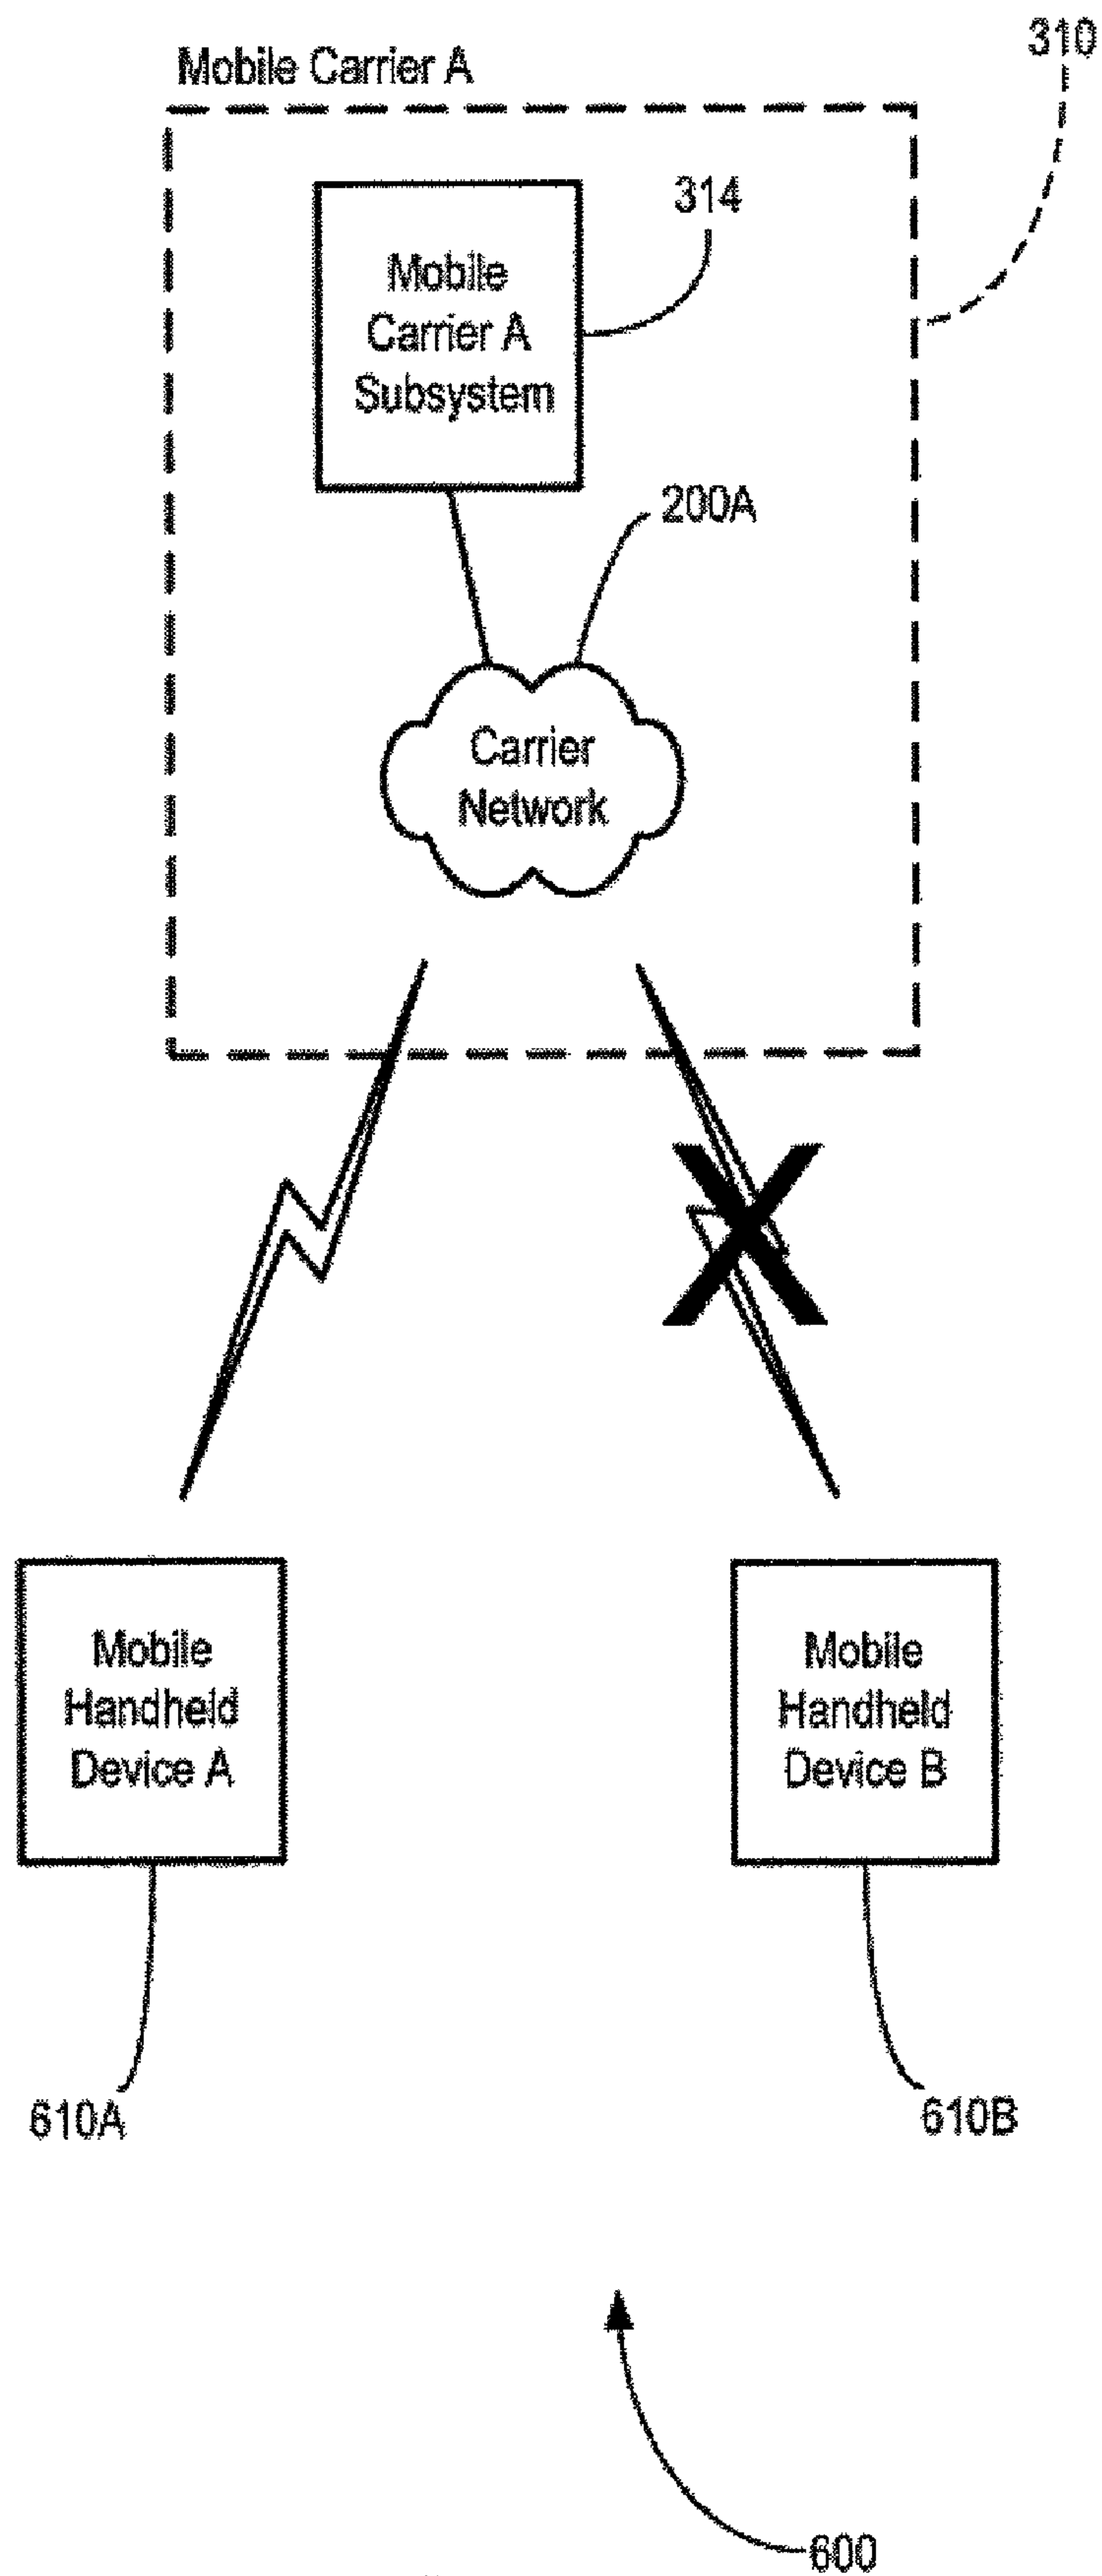 310
Mobile Carrier A
314
Mobile
Carrier A
Subsystem
200A
Carrier
Network
Mobile
Handheld
Device A
Mobile
Handheld
Device B
610A
610B
600